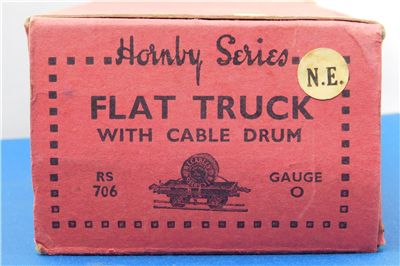 Hornby Series
N.E.
FLAT TRUCK
WITH CABLE DRUM
RS
706
GAUGE
O